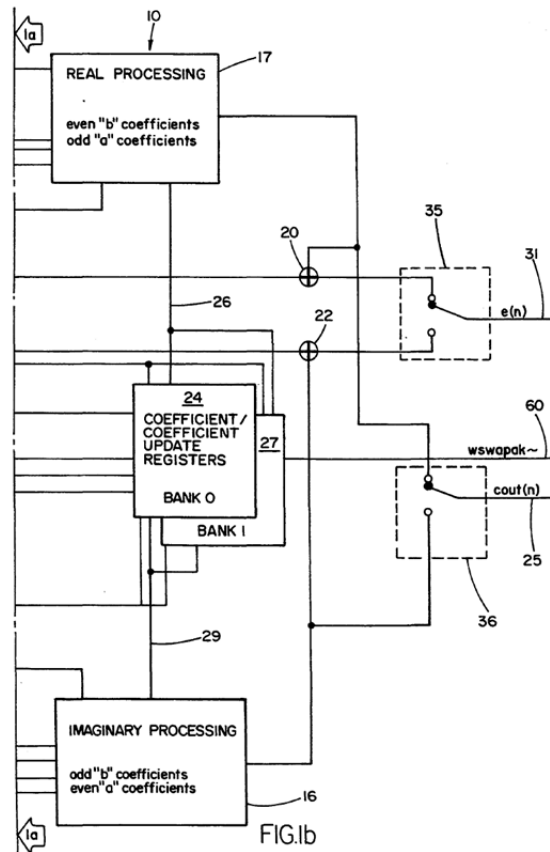 1a
10
REAL PROCESSING
17
even "b" coefficients
odd "a" coefficients
20
35
31
26
22
e(n)
24
COEFFICIENT/
COEFFICIENT
UPDATE
REGISTERS
27
60
wswapak~
BANK 0
cout(n)
BANK 1
25
29
36
IMAGINARY PROCESSING
odd "b" coefficients
even "a" coefficients
16
1a
FIG.1b